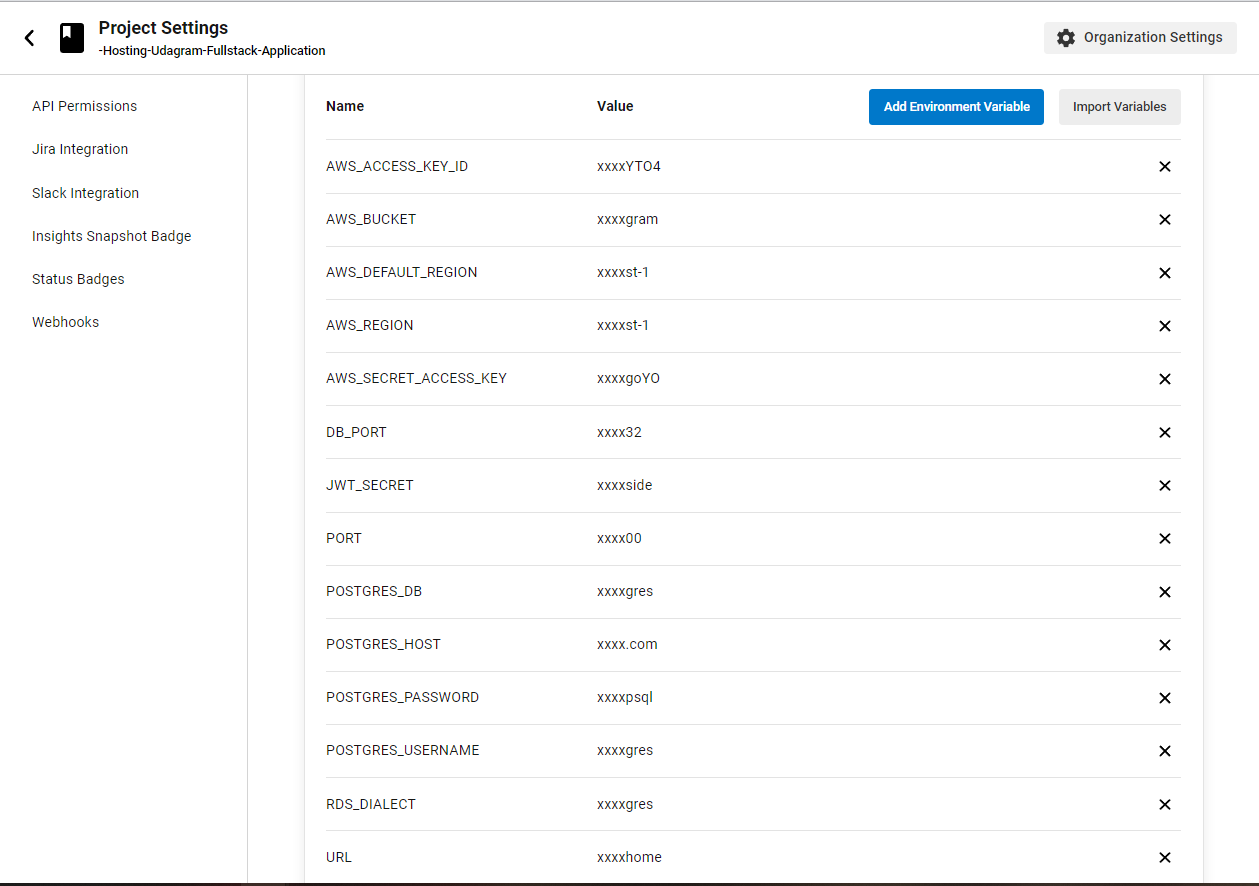 Project Settings
-Hosting-Udagram-Fullstack-Application
Organization Settings
API Permissions
Jira Integration
Slack Integration
Insights Snapshot Badge
Status Badges
Webhooks
Name Value Add Environment Variable Import Variables
AWS_ACCESS_KEY_ID xxxxYTO4
AWS_BUCKET xxxxgram
AWS_DEFAULT_REGION xxxxst-1
AWS_REGION xxxxst-1
AWS_SECRET_ACCESS_KEY xxxxgoYO
DB_PORT xxxx32
JWT_SECRET xxxxside
PORT xxxx00
POSTGRES_DB xxxxgres
POSTGRES_HOST xxxx.com
POSTGRES_PASSWORD xxxxpsql
POSTGRES_USERNAME xxxxgres
RDS_DIALECT xxxxgres
URL xxxxhome